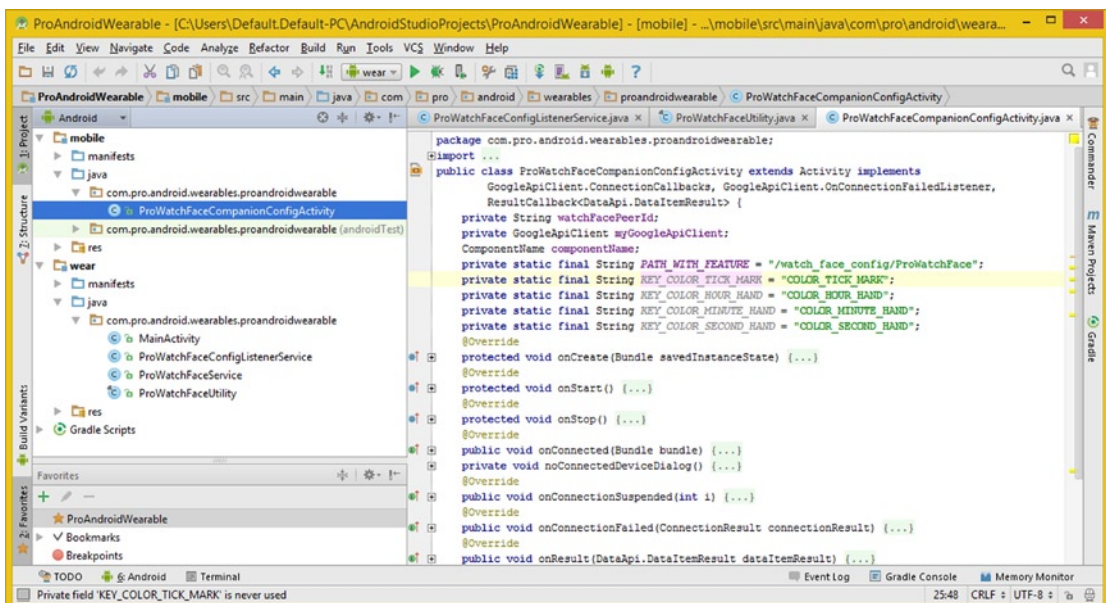 ProAndroidWearable - [C:\Users\Default.Default-PC\AndroidStudioProjects\ProAndroidWearable] - [mobile] - ...\mobile\src\main\java\com\pro\android\weara...
File Edit View Navigate Code Analyze Refactor Build Run Tools VCS Window Help
wear
ProAndroidWearable mobile src main java com pro android wearables proandroidwearable ProWatchFaceCompanionConfigActivity
Android
ProWatchFaceConfigListenerService.java ProWatchFaceUtility.java ProWatchFaceCompanionConfigActivity.java
1: Project
Structure
Build Variants
2: Favorites
mobile
manifests
java
com.pro.android.wearables.proandroidwearable
ProWatchFaceCompanionConfigActivity
com.pro.android.wearables.proandroidwearable (androidTest)
res
wear
manifests
java
com.pro.android.wearables.proandroidwearable
MainActivity
ProWatchFaceConfigListenerService
ProWatchFaceService
ProWatchFaceUtility
res
Gradle Scripts
Favorites
ProAndroidWearable
Bookmarks
Breakpoints
package com.pro.android.wearables.proandroidwearable;
import ...
public class ProWatchFaceCompanionConfigActivity extends Activity implements
GoogleApiClient.ConnectionCallbacks, GoogleApiClient.OnConnectionFailedListener,
ResultCallback<DataApi.DataItemResult> {
private String watchFacePeerId;
private GoogleApiClient myGoogleApiClient;
ComponentName componentName;
private static final String PATH_WITH_FEATURE = "/watch_face_config/ProWatchFace";
private static final String KEY_COLOR_TICK_MARK = "COLOR_TICK_MARK";
private static final String KEY_COLOR_HOUR_HAND = "COLOR_HOUR_HAND";
private static final String KEY_COLOR_MINUTE_HAND = "COLOR_MINUTE_HAND";
private static final String KEY_COLOR_SECOND_HAND = "COLOR_SECOND_HAND";
@Override
protected void onCreate(Bundle savedInstanceState) {...}
@Override
protected void onStart() {...}
@Override
protected void onStop() {...}
@Override
public void onConnected(Bundle bundle) {...}
private void noConnectedDeviceDialog() {...}
@Override
public void onConnectionSuspended(int i) {...}
@Override
public void onConnectionFailed(ConnectionResult connectionResult) {...}
@Override
public void onResult(DataApi.DataItemResult dataItemResult) {...}
Commander
m Maven Projects
Gradle
TODO 6: Android Terminal Event Log Gradle Console Memory Monitor
Private field 'KEY_COLOR_TICK_MARK' is never used 25:48 CRLF UTF-8